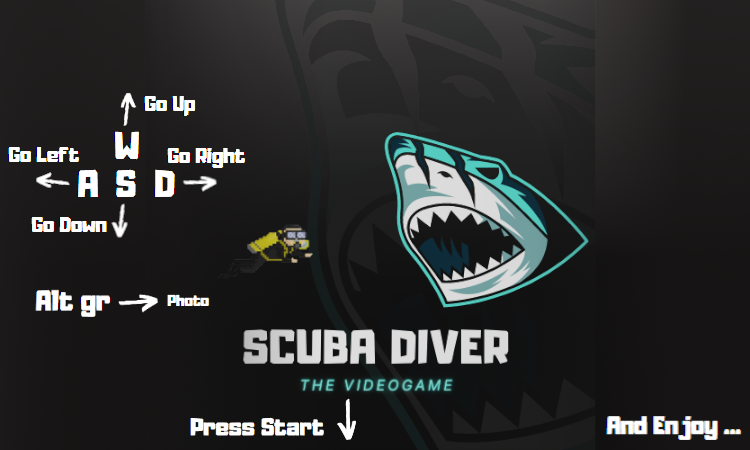 Go Up
W
Go Left
Go Right
A S D
Go Down
Alt gr
Photo
SCUBA DIVER
THE VIDEOGAME
Press Start
And Enjoy ...